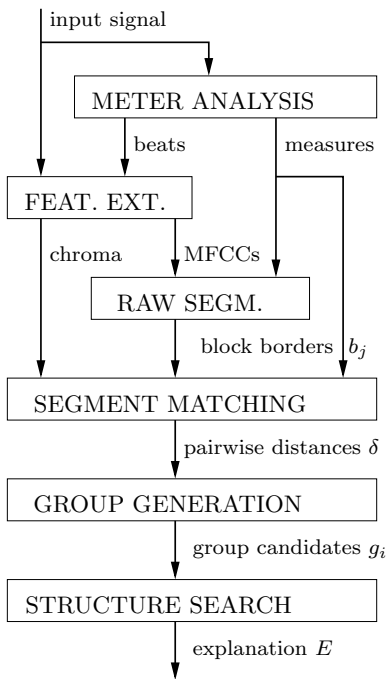 input signal
METER ANALYSIS
beats
measures
FEAT. EXT.
chroma
MFCCs
RAW SEGM.
block borders b_j
SEGMENT MATCHING
pairwise distances δ
GROUP GENERATION
group candidates g_i
STRUCTURE SEARCH
explanation E